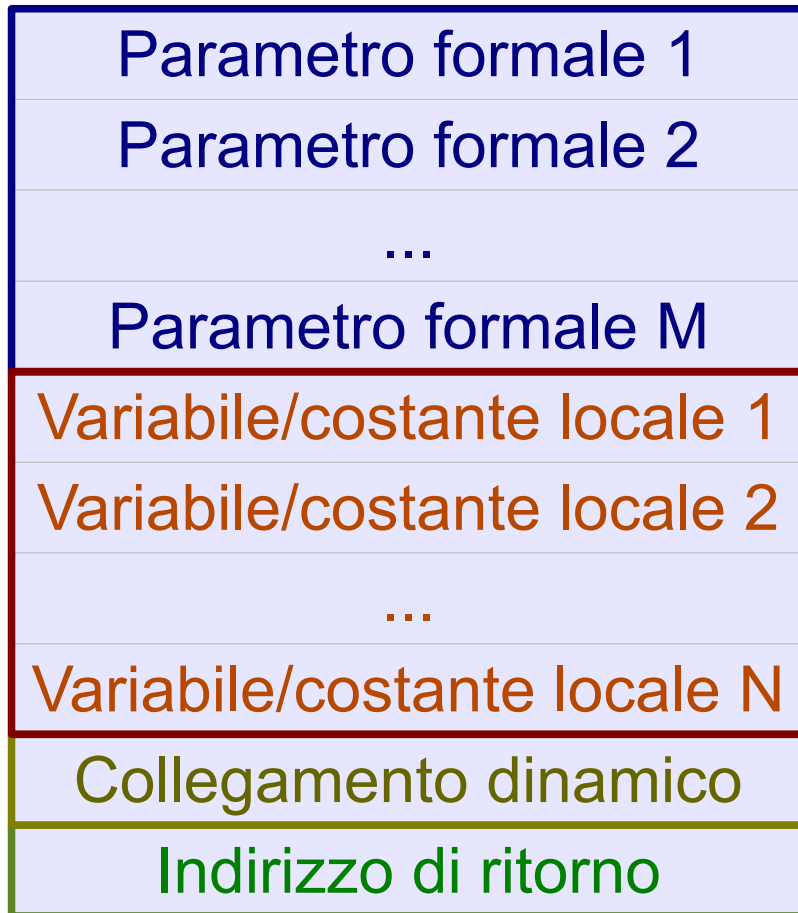 Parametro formale 1
Parametro formale 2
...
Parametro formale M
Variabile/costante locale 1
Variabile/costante locale 2
...
Variabile/costante locale N
Collegamento dinamico
Indirizzo di ritorno